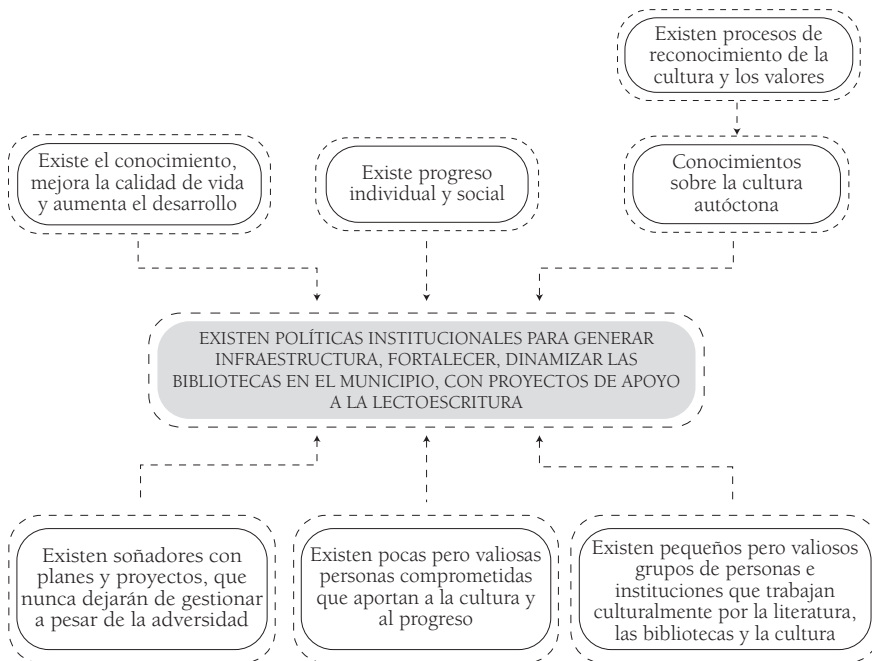 Existen procesos de
reconocimiento de la
cultura y los valores
Existe el conocimiento,
mejora la calidad de vida
y aumenta el desarrollo
Existe progreso
individual y social
Conocimientos
sobre la cultura
autóctona
EXISTEN POLÍTICAS INSTITUCIONALES PARA GENERAR
INFRAESTRUCTURA, FORTALECER, DINAMIZAR LAS
BIBLIOTECAS EN EL MUNICIPIO, CON PROYECTOS DE APOYO
A LA LECTOESCRITURA
Existen soñadores con
planes y proyectos, que
nunca dejarán de gestionar
a pesar de la adversidad
Existen pocas pero valiosas
personas comprometidas
que aportan a la cultura y
al progreso
Existen pequeños pero valiosos
grupos de personas e
instituciones que trabajan
culturalmente por la literatura,
las bibliotecas y la cultura